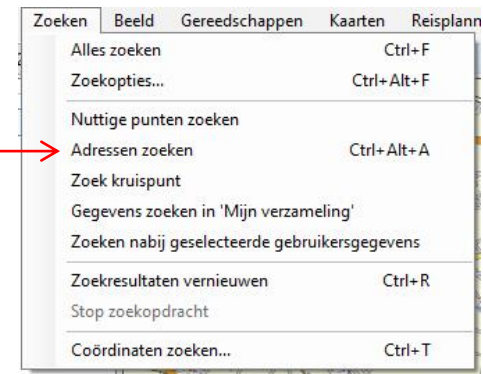 Zoeken Beeld Gereedschappen Kaarten Reisplann
Alles zoeken Ctrl+F
Zoekopties... Ctrl+Alt+F
Nuttige punten zoeken
Adressen zoeken Ctrl+Alt+A
Zoek kruispunt
Gegevens zoeken in 'Mijn verzameling'
Zoeken nabij geselecteerde gebruikersgegevens
Zoekresultaten vernieuwen Ctrl+R
Stop zoekopdracht
Coördinaten zoeken... Ctrl+T